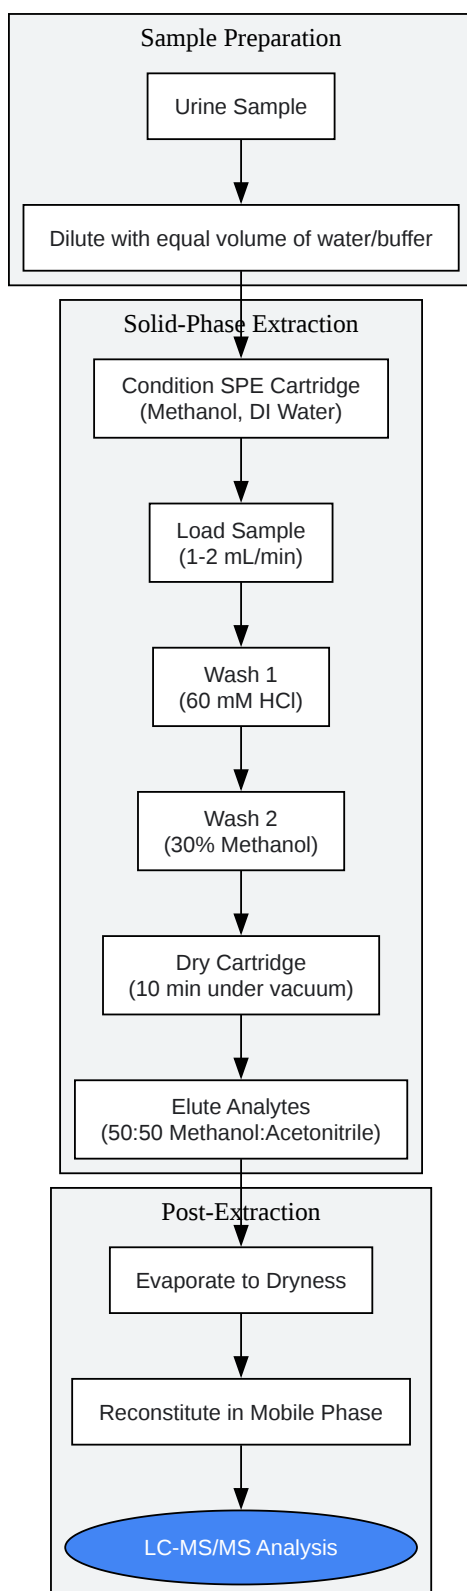 Sample Preparation
Urine Sample
Dilute with equal volume of water/buffer
Solid-Phase Extraction
Condition SPE Cartridge
(Methanol, DI Water)
Load Sample
(1-2 mL/min)
Wash 1
(60 mM HCl)
Wash 2
(30% Methanol)
Dry Cartridge
(10 min under vacuum)
Elute Analytes
(50:50 Methanol:Acetonitrile)
Post-Extraction
Evaporate to Dryness
Reconstitute in Mobile Phase
LC-MS/MS Analysis